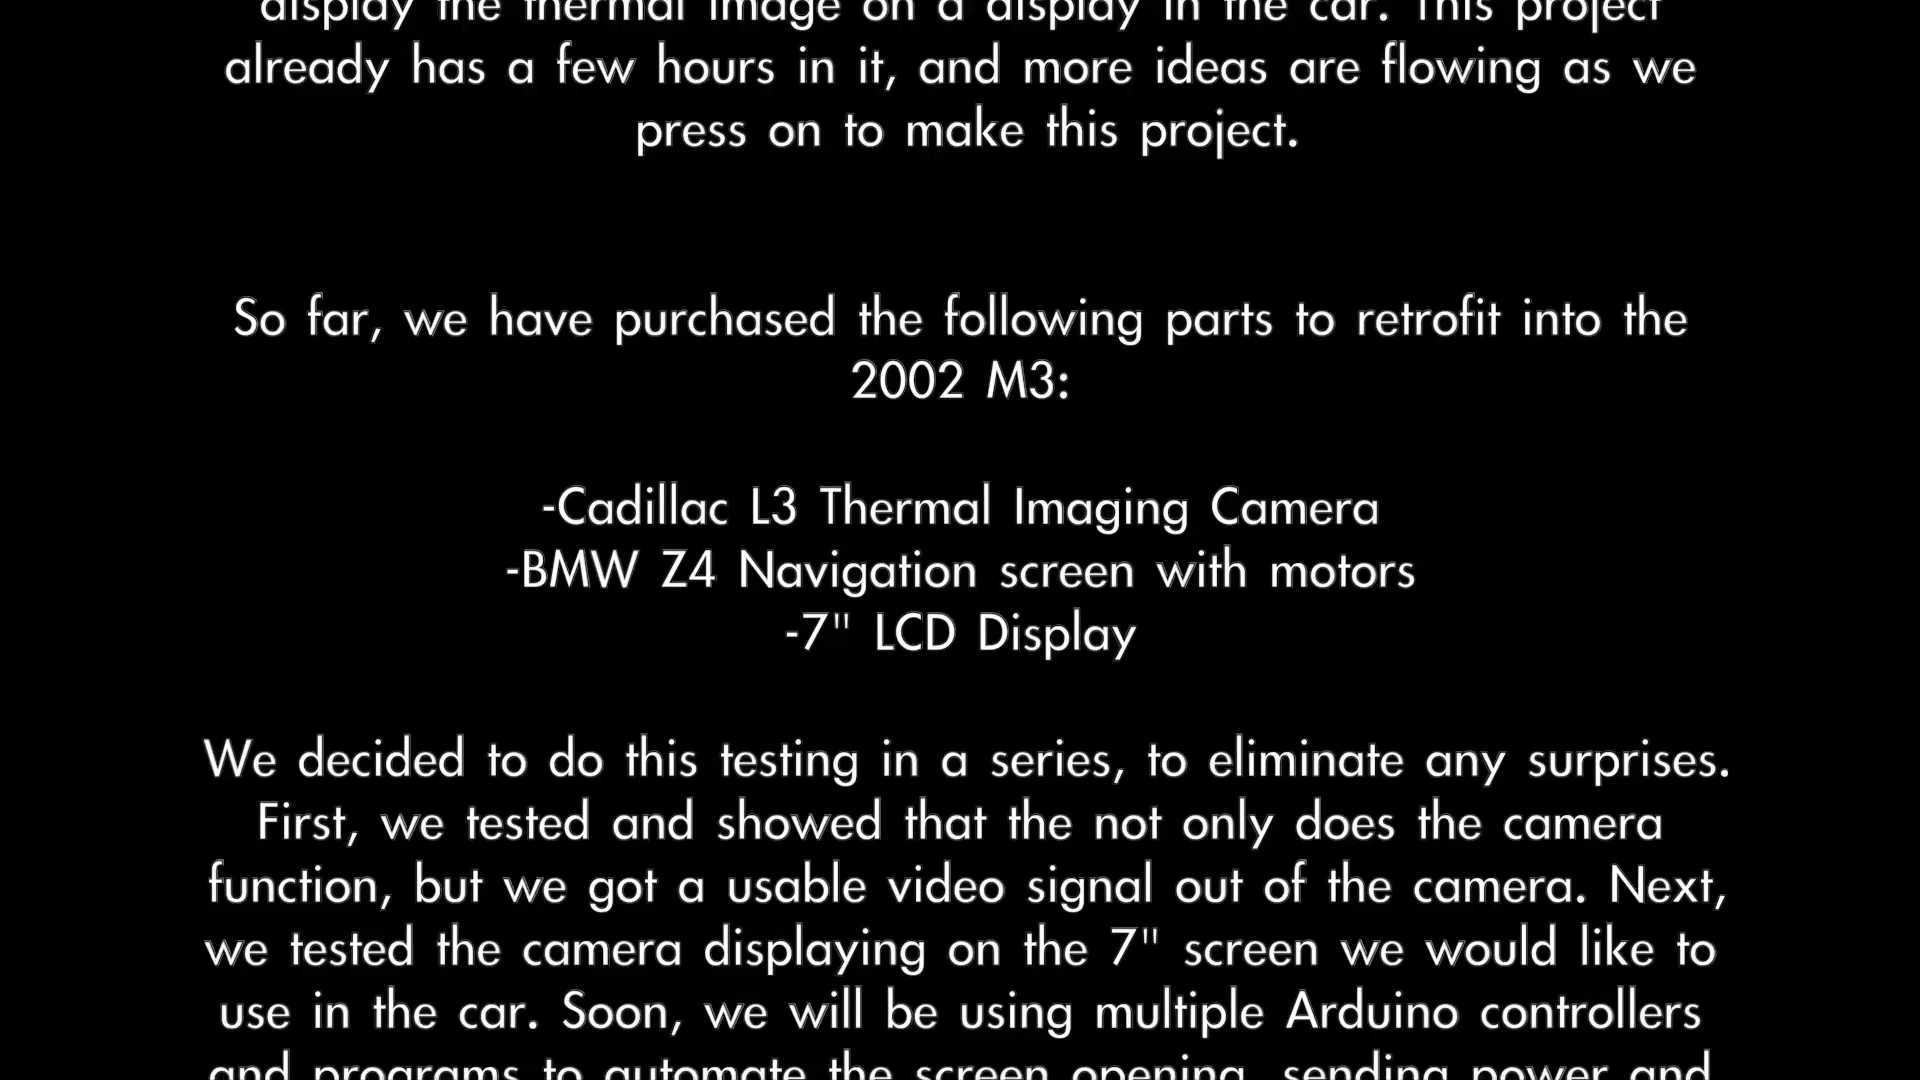 display the thermal image on a display in the car. This project
already has a few hours in it, and more ideas are flowing as we
press on to make this project.
So far, we have purchased the following parts to retrofit into the
2002 M3:
-Cadillac L3 Thermal Imaging Camera
-BMW Z4 Navigation screen with motors
-7" LCD Display
We decided to do this testing in a series, to eliminate any surprises.
First, we tested and showed that the not only does the camera
function, but we got a usable video signal out of the camera. Next,
we tested the camera displaying on the 7" screen we would like to
use in the car. Soon, we will be using multiple Arduino controllers
and programs to automate the screen opening, sending power and